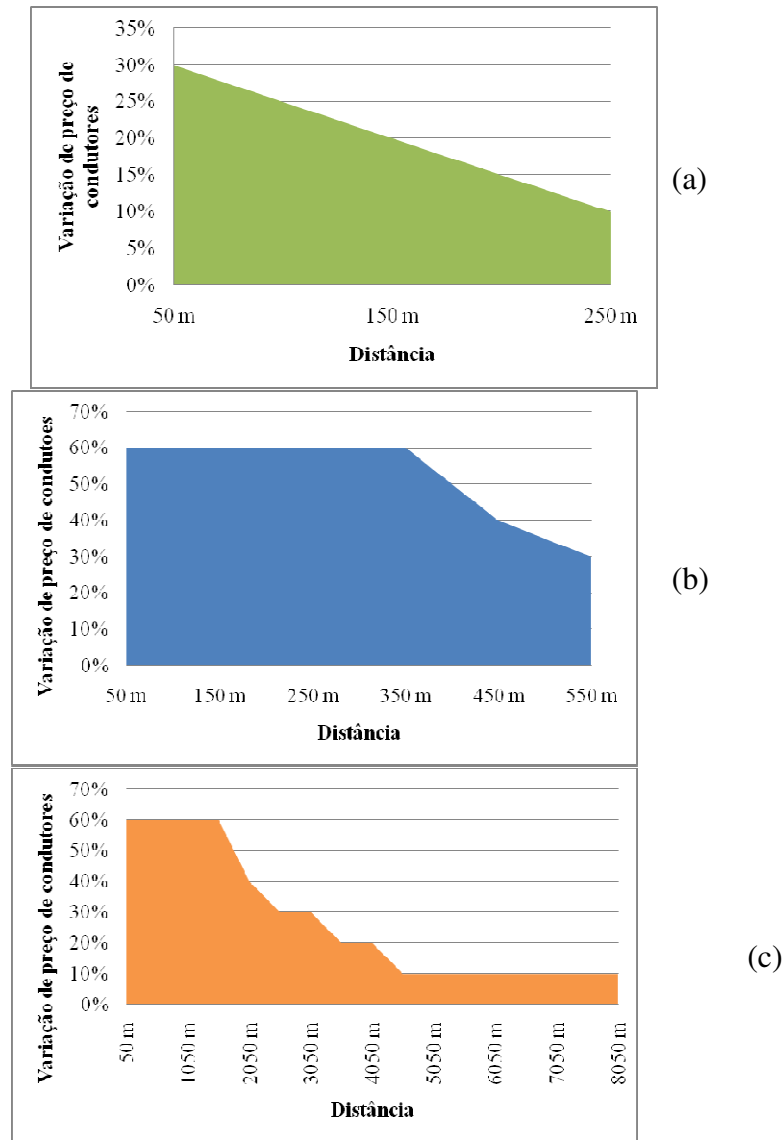 35%
30%
25%
20%
15%
10%
5%
0%
Variação de preço de
condutores
50 m
150 m
250 m
Distância
(a)
70%
60%
50%
40%
30%
20%
10%
0%
Variação de preço de condutoes
50 m
150 m
250 m
350 m
450 m
550 m
Distância
(b)
70%
60%
50%
40%
30%
20%
10%
0%
Variação de preço de condutores
50 m
1050 m
2050 m
3050 m
4050 m
5050 m
6050 m
7050 m
8050 m
Distância
(c)